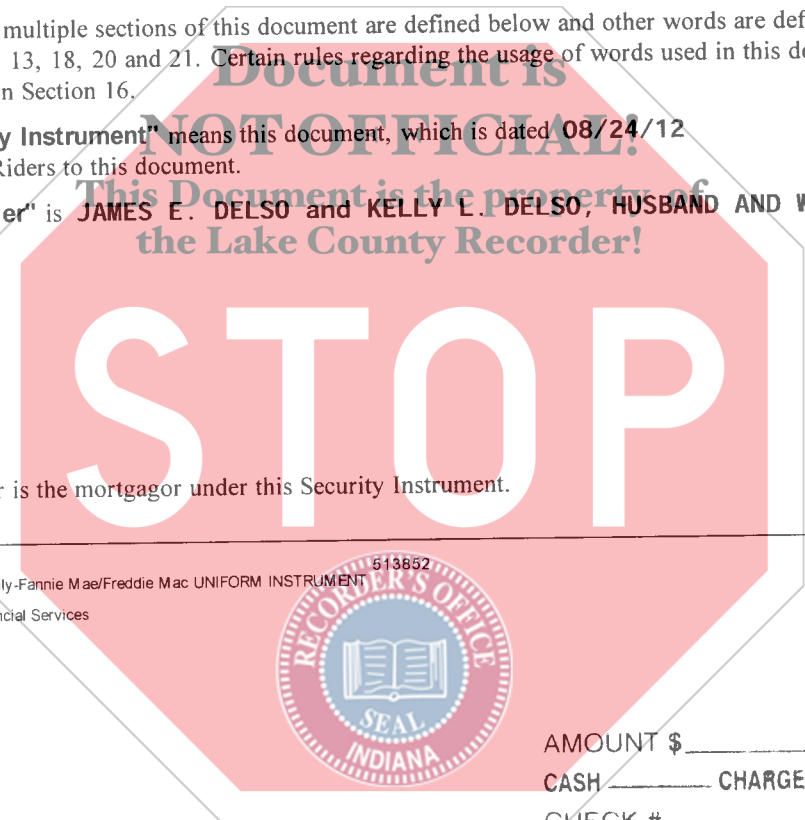 multiple sections of this document are defined below and other words are def
13, 18, 20 and 21. Certain rules regarding the usage of words used in this do
n Section 16.
Document is
NOT OFFICIAL!
This Document is the property of
the Lake County Recorder!
y Instrument" means this document, which is dated 08/24/12
Riders to this document.
er" is JAMES E. DELSO and KELLY L. DELSO, HUSBAND AND W
STOP
r is the mortgagor under this Security Instrument.
513852
ly-Fannie Mae/Freddie Mac UNIFORM INSTRUMENT
ncial Services
RECORDER'S OFFICE
SEAL
INDIANA
AMOUNT $
CASH CHARGE
CHECK #